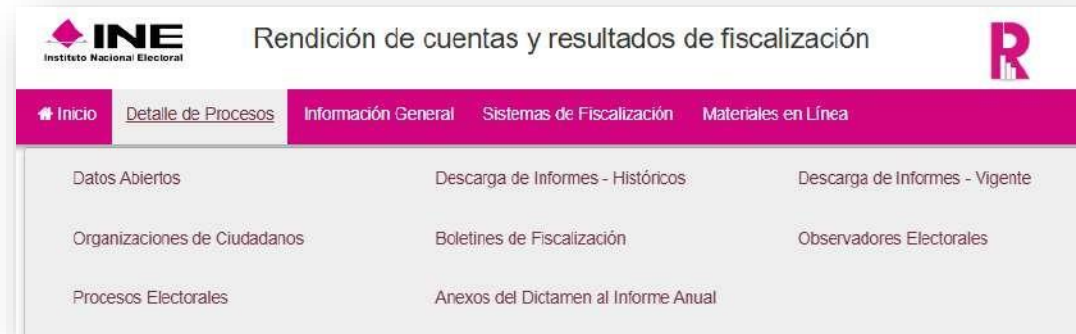 INE
Instituto Nacional Electoral
Rendición de cuentas y resultados de fiscalización
R
Inicio Detalle de Procesos Información General Sistemas de Fiscalización Materiales en Línea
Datos Abiertos Descarga de Informes - Históricos Descarga de Informes - Vigente
Organizaciones de Ciudadanos Boletines de Fiscalización Observadores Electorales
Procesos Electorales Anexos del Dictamen al Informe Anual